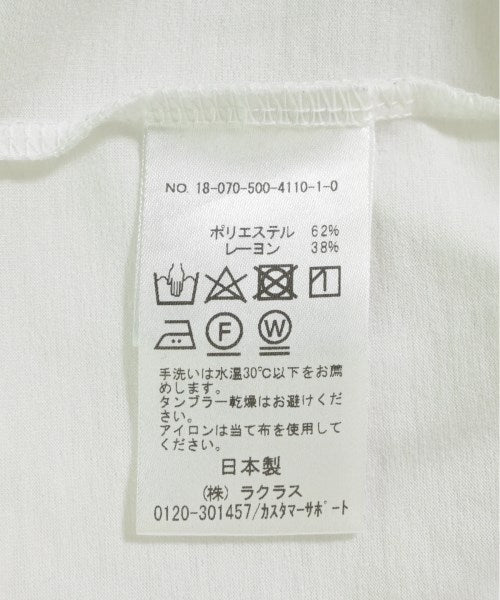 NO. 18-070-500-4110-1-0
ポリエステル 62%
レーヨン 38%
F W
手洗いは水温30℃以下をお薦
めします。
タンブラー乾燥はお避けくだ
さい。
アイロンは当て布を使用して
ください。
日本製
(株) ラクラス
0120-301457/カスタマーサポート